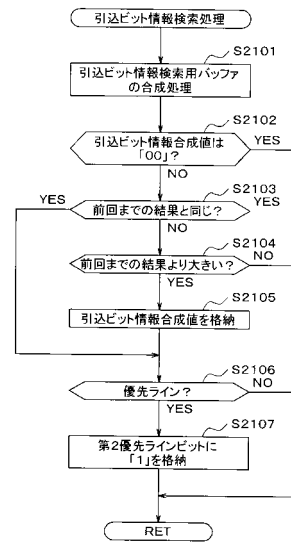 引込ビット情報検索処理
S2101
引込ビット情報検索用バッファ
の合成処理
S2102
引込ビット情報合成値は
「00」?
YES
NO
S2103
YES
前回までの結果と同じ?
YES
NO
S2104
前回までの結果より大きい?
NO
YES
S2105
引込ビット情報合成値を格納
S2106
優先ライン?
NO
YES
S2107
第2優先ラインビットに
「1」を格納
RET